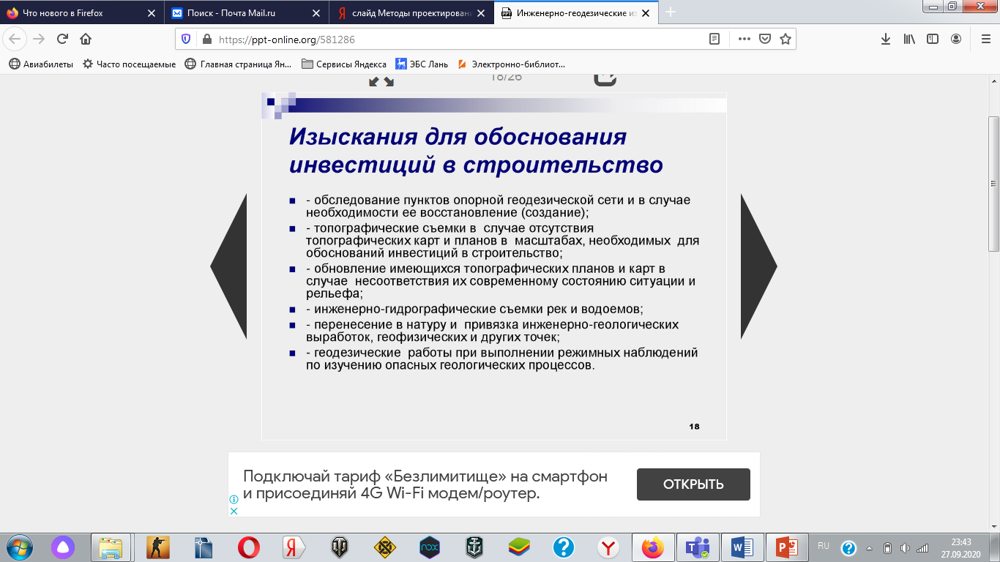 Что нового в Firefox
Поиск - Почта Mail.ru
слайд Методы проектировани
Инженерно-геодезические из
https://ppt-online.org/581286
Авиабилеты
Часто посещаемые
Главная страница Ян...
Сервисы Яндекса
ЭБС Лань
Электронно-библиот...
18/26
Изыскания для обоснования
инвестиций в строительство
- обследование пунктов опорной геодезической сети и в случае
необходимости ее восстановление (создание);
- топографические съемки в случае отсутствия
топографических карт и планов в масштабах, необходимых для
обоснований инвестиций в строительство;
- обновление имеющихся топографических планов и карт в
случае несоответствия их современному состоянию ситуации и
рельефа;
- инженерно-гидрографические съемки рек и водоемов;
- перенесение в натуру и привязка инженерно-геологических
выработок, геофизических и других точек;
- геодезические работы при выполнении режимных наблюдений
по изучению опасных геологических процессов.
18
Подключай тариф «Безлимитище» на смартфон
и присоединяй 4G Wi-Fi модем/роутер.
ОТКРЫТЬ
RU
23:43
27.09.2020